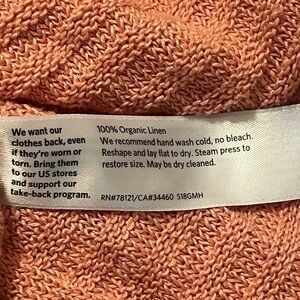 We want our
clothes back, even
if they're worn or
torn. Bring them
to our US stores
and support our
take-back program.
100% Organic Linen
We recommend hand wash cold, no bleach.
Reshape and lay flat to dry. Steam press to
restore size. May be dry cleaned.
RN#78121/CA#34460 S18GMH